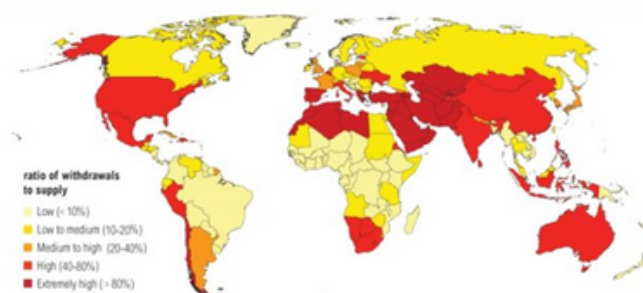 ratio of withdrawals
to supply
Low (< 10%)
Low to medium (10-20%)
Medium to high (20-40%)
High (40-80%)
Extremely high (> 80%)